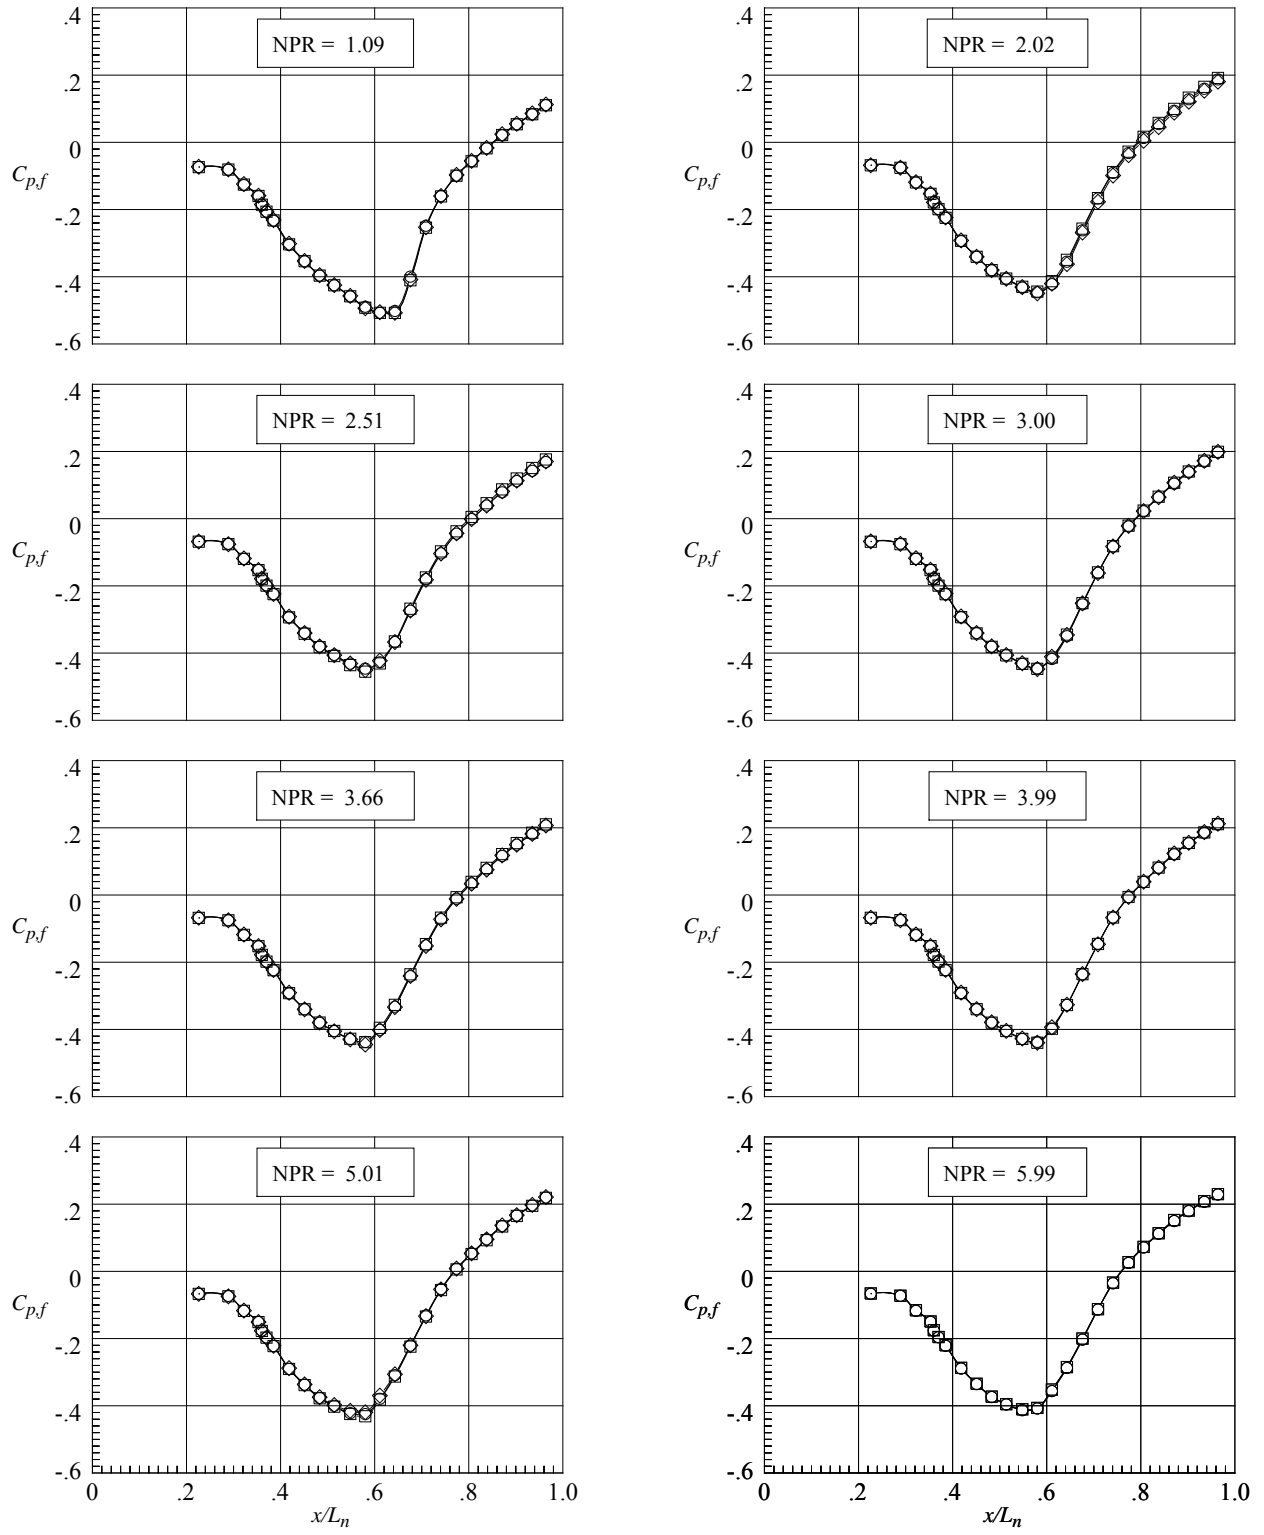 .4
.2
0
-.2
-.4
-.6
C_p,f
NPR = 1.09
.4
.2
0
-.2
-.4
-.6
C_p,f
NPR = 2.02
.4
.2
0
-.2
-.4
-.6
C_p,f
NPR = 2.51
.4
.2
0
-.2
-.4
-.6
C_p,f
NPR = 3.00
.4
.2
0
-.2
-.4
-.6
C_p,f
NPR = 3.66
.4
.2
0
-.2
-.4
-.6
C_p,f
NPR = 3.99
.4
.2
0
-.2
-.4
-.6
C_p,f
NPR = 5.01
0 .2 .4 .6 .8 1.0
x/L_n
.4
.2
0
-.2
-.4
-.6
C_p,f
NPR = 5.99
0 .2 .4 .6 .8 1.0
x/L_n